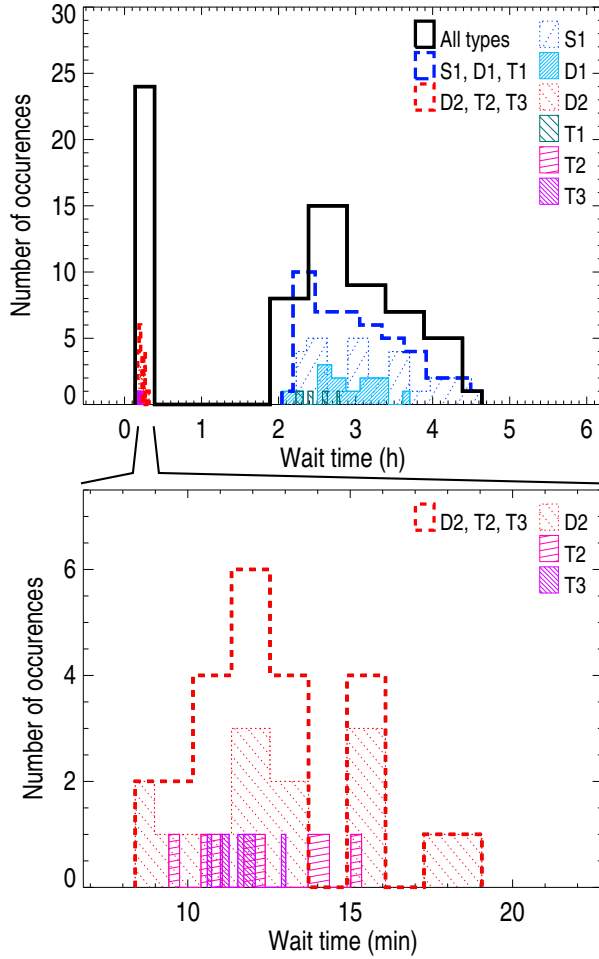 30
25
20
15
10
5
0
Number of occurences
All types
S1, D1, T1
D2, T2, T3
S1
D1
D2
T1
T2
T3
0 1 2 3 4 5 6
Wait time (h)
6
4
2
0
Number of occurences
D2, T2, T3
D2
T2
T3
10 15 20
Wait time (min)